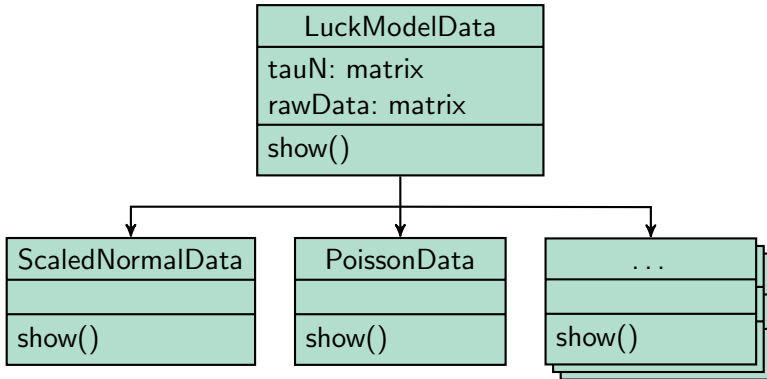 LuckModelData
tauN: matrix
rawData: matrix
show()
ScaledNormalData
show()
PoissonData
show()
...
show()